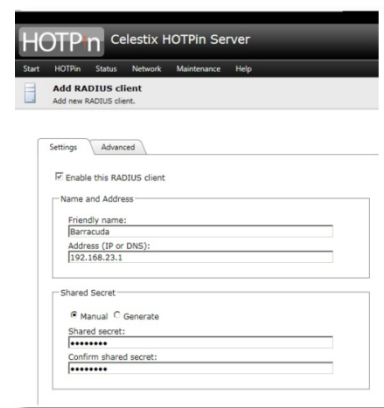 HOTPin Celestix HOTPin Server
Start HOTPin Status Network Maintenance Help
Add RADIUS client
Add new RADIUS client.
Settings Advanced
Enable this RADIUS client
Name and Address
Friendly name:
Barracuda
Address (IP or DNS):
192.168.23.1
Shared Secret
Manual Generate
Shared secret:
••••••••
Confirm shared secret:
••••••••